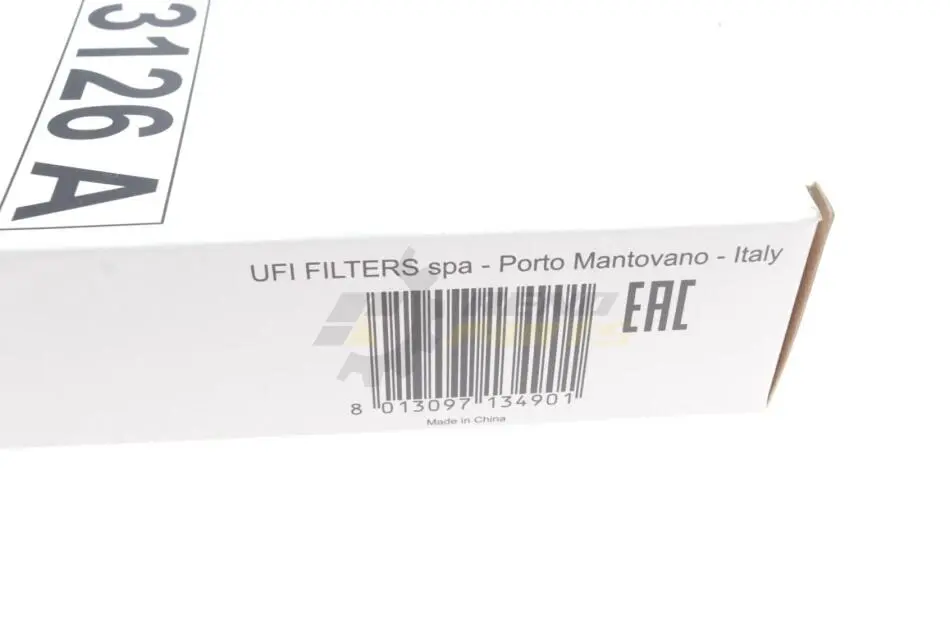 3126 A
UFI FILTERS spa - Porto Mantovano - Italy
EAC
8 013097 134901
Made in China